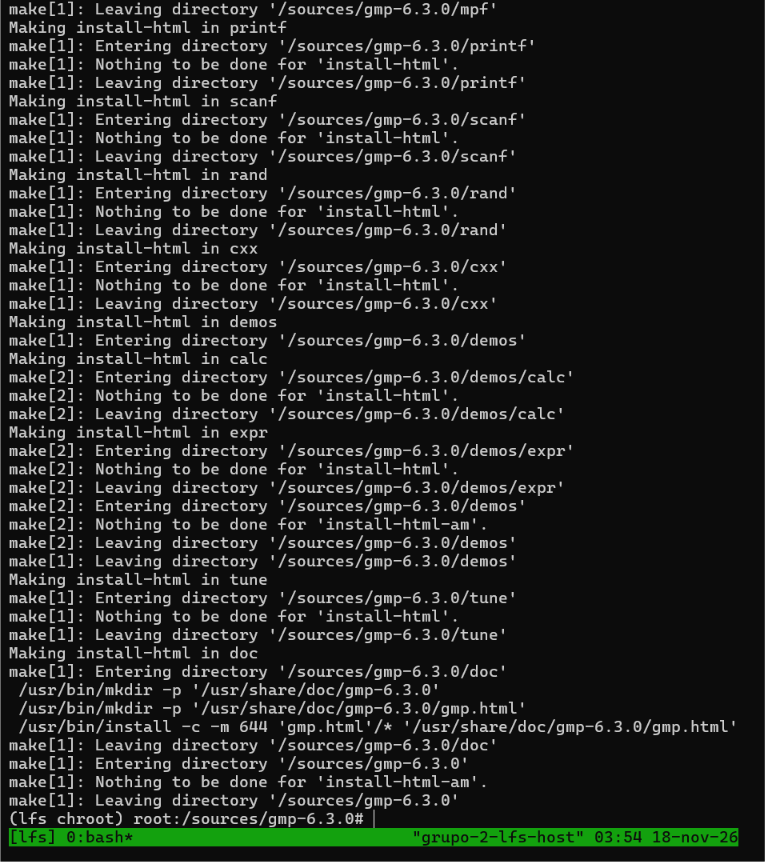 make[1]: Leaving directory '/sources/gmp-6.3.0/mpf'
Making install-html in printf
make[1]: Entering directory '/sources/gmp-6.3.0/printf'
make[1]: Nothing to be done for 'install-html'.
make[1]: Leaving directory '/sources/gmp-6.3.0/printf'
Making install-html in scanf
make[1]: Entering directory '/sources/gmp-6.3.0/scanf'
make[1]: Nothing to be done for 'install-html'.
make[1]: Leaving directory '/sources/gmp-6.3.0/scanf'
Making install-html in rand
make[1]: Entering directory '/sources/gmp-6.3.0/rand'
make[1]: Nothing to be done for 'install-html'.
make[1]: Leaving directory '/sources/gmp-6.3.0/rand'
Making install-html in cxx
make[1]: Entering directory '/sources/gmp-6.3.0/cxx'
make[1]: Nothing to be done for 'install-html'.
make[1]: Leaving directory '/sources/gmp-6.3.0/cxx'
Making install-html in demos
make[1]: Entering directory '/sources/gmp-6.3.0/demos'
Making install-html in calc
make[2]: Entering directory '/sources/gmp-6.3.0/demos/calc'
make[2]: Nothing to be done for 'install-html'.
make[2]: Leaving directory '/sources/gmp-6.3.0/demos/calc'
Making install-html in expr
make[2]: Entering directory '/sources/gmp-6.3.0/demos/expr'
make[2]: Nothing to be done for 'install-html'.
make[2]: Leaving directory '/sources/gmp-6.3.0/demos/expr'
make[2]: Entering directory '/sources/gmp-6.3.0/demos'
make[2]: Nothing to be done for 'install-html-am'.
make[2]: Leaving directory '/sources/gmp-6.3.0/demos'
make[1]: Leaving directory '/sources/gmp-6.3.0/demos'
Making install-html in tune
make[1]: Entering directory '/sources/gmp-6.3.0/tune'
make[1]: Nothing to be done for 'install-html'.
make[1]: Leaving directory '/sources/gmp-6.3.0/tune'
Making install-html in doc
make[1]: Entering directory '/sources/gmp-6.3.0/doc'
 /usr/bin/mkdir -p '/usr/share/doc/gmp-6.3.0'
 /usr/bin/mkdir -p '/usr/share/doc/gmp-6.3.0/gmp.html'
 /usr/bin/install -c -m 644 'gmp.html'/* '/usr/share/doc/gmp-6.3.0/gmp.html'
make[1]: Leaving directory '/sources/gmp-6.3.0/doc'
make[1]: Entering directory '/sources/gmp-6.3.0'
make[1]: Nothing to be done for 'install-html-am'.
make[1]: Leaving directory '/sources/gmp-6.3.0'
(lfs chroot) root:/sources/gmp-6.3.0#
[lfs] 0:bash* "grupo-2-lfs-host" 03:54 18-nov-26